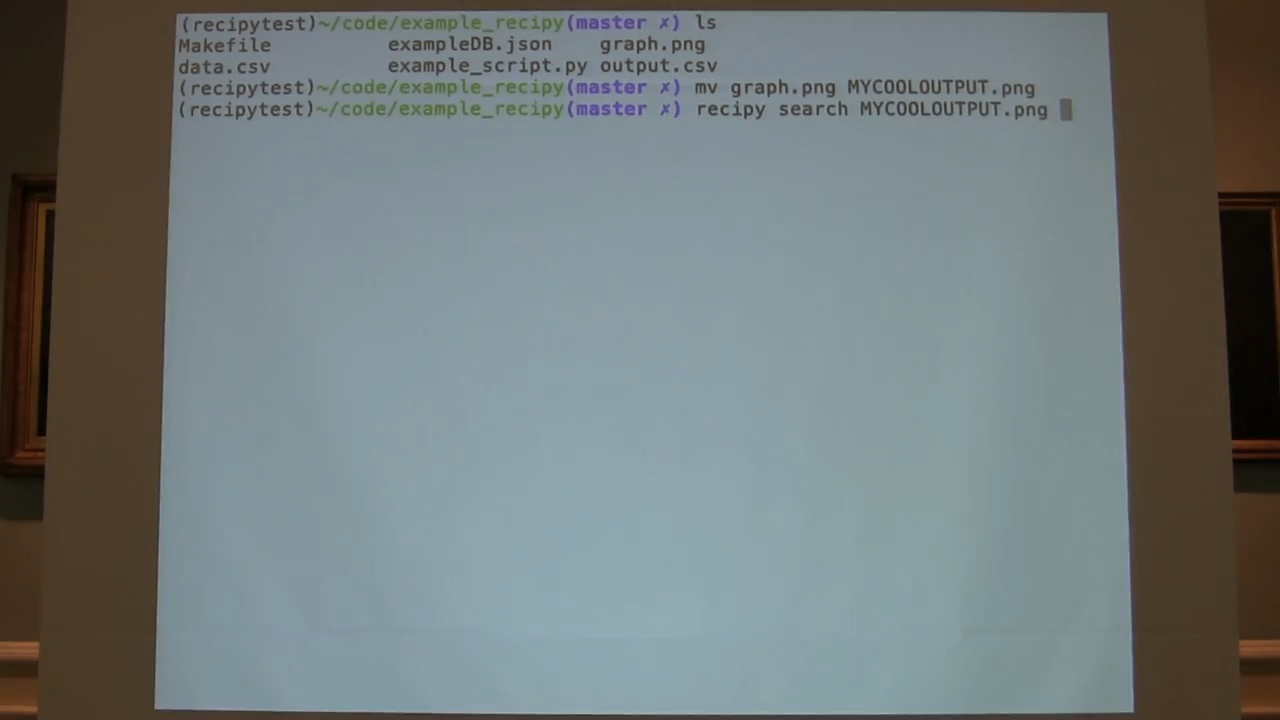 (recipytest)~/code/example_recipy(master ✗) ls
Makefile exampleDB.json graph.png
data.csv example_script.py output.csv
(recipytest)~/code/example_recipy(master ✗) mv graph.png MYCOOLOUTPUT.png
(recipytest)~/code/example_recipy(master ✗) recipy search MYCOOLOUTPUT.png